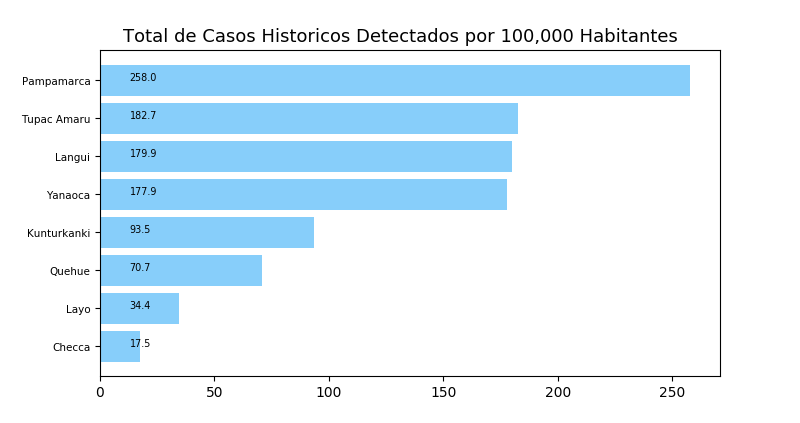 Total de Casos Historicos Detectados por 100,000 Habitantes
Pampamarca 258.0
Tupac Amaru 182.7
Langui 179.9
Yanaoca 177.9
Kunturkanki 93.5
Quehue 70.7
Layo 34.4
Checca 17.5
0 50 100 150 200 250